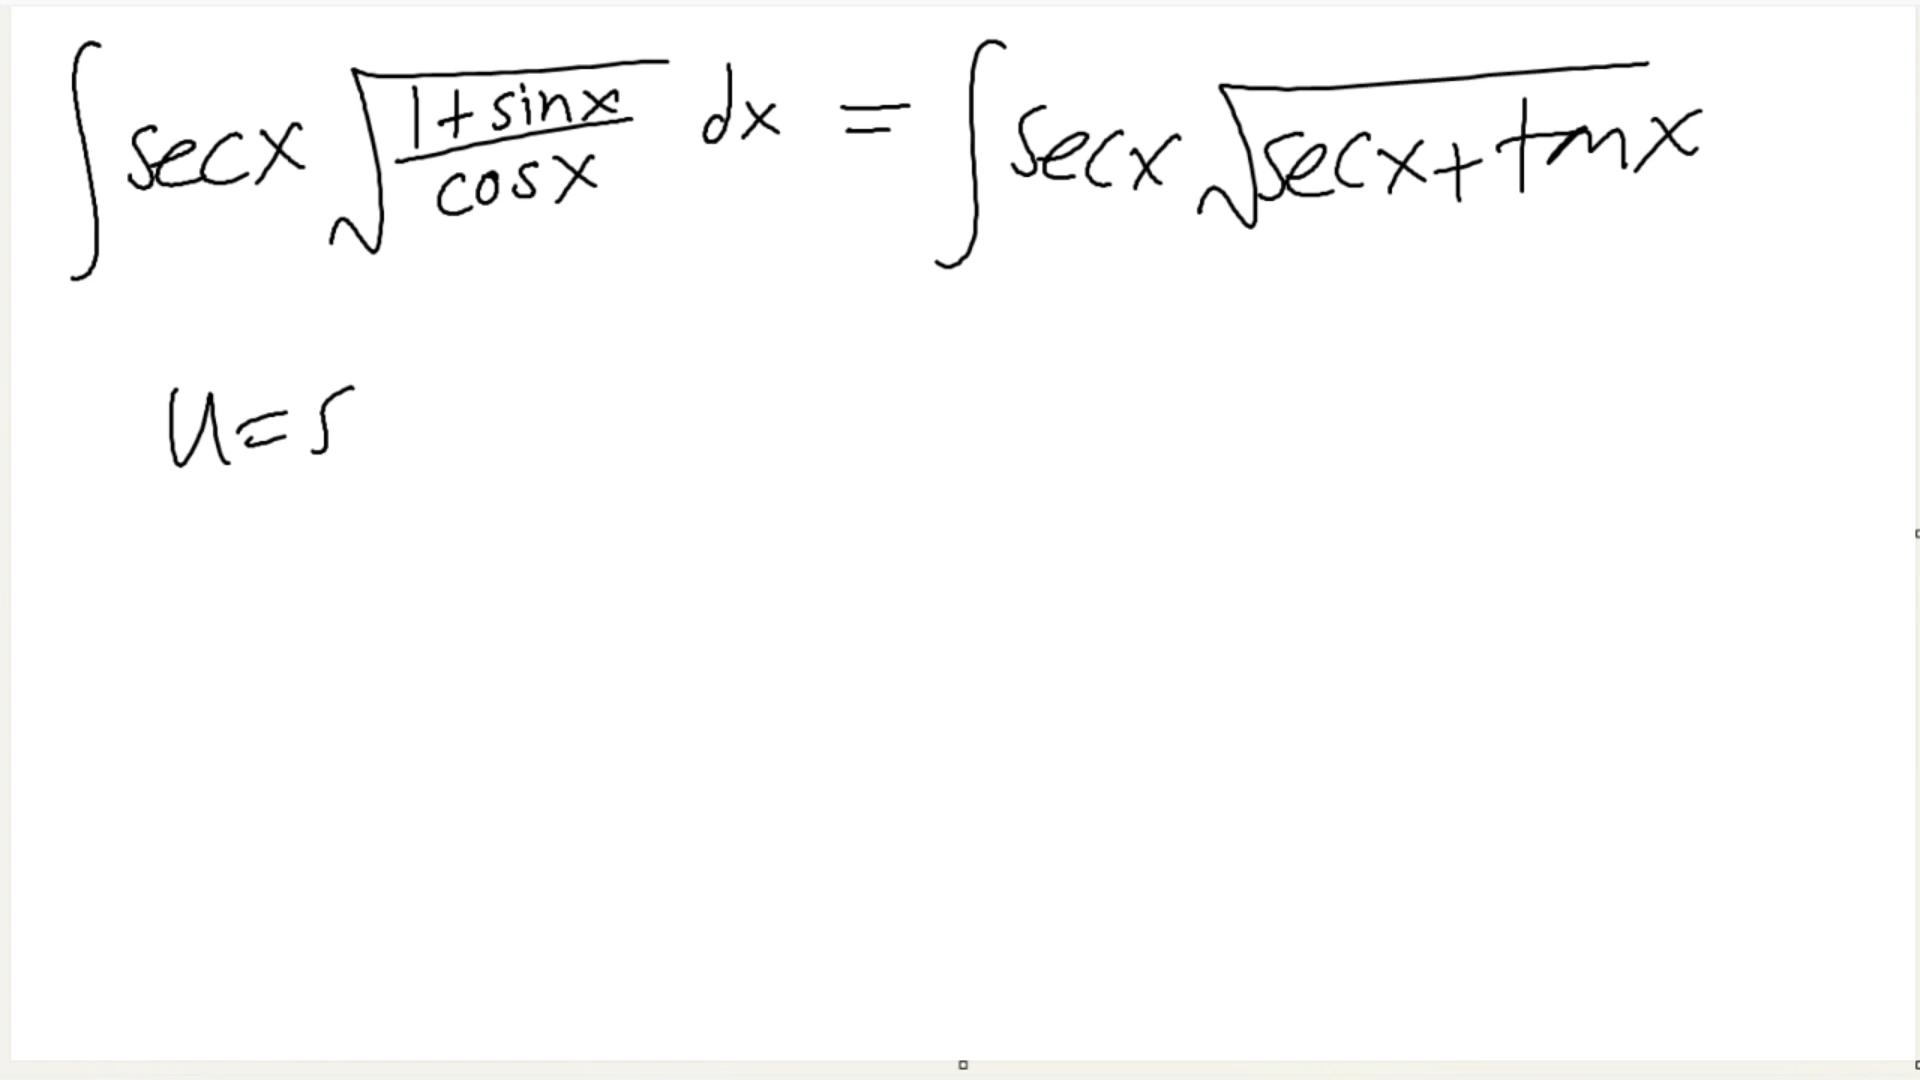 ∫ secx √((1+sinx)/cosx) dx = ∫ secx √(secx+tanx)
u=s